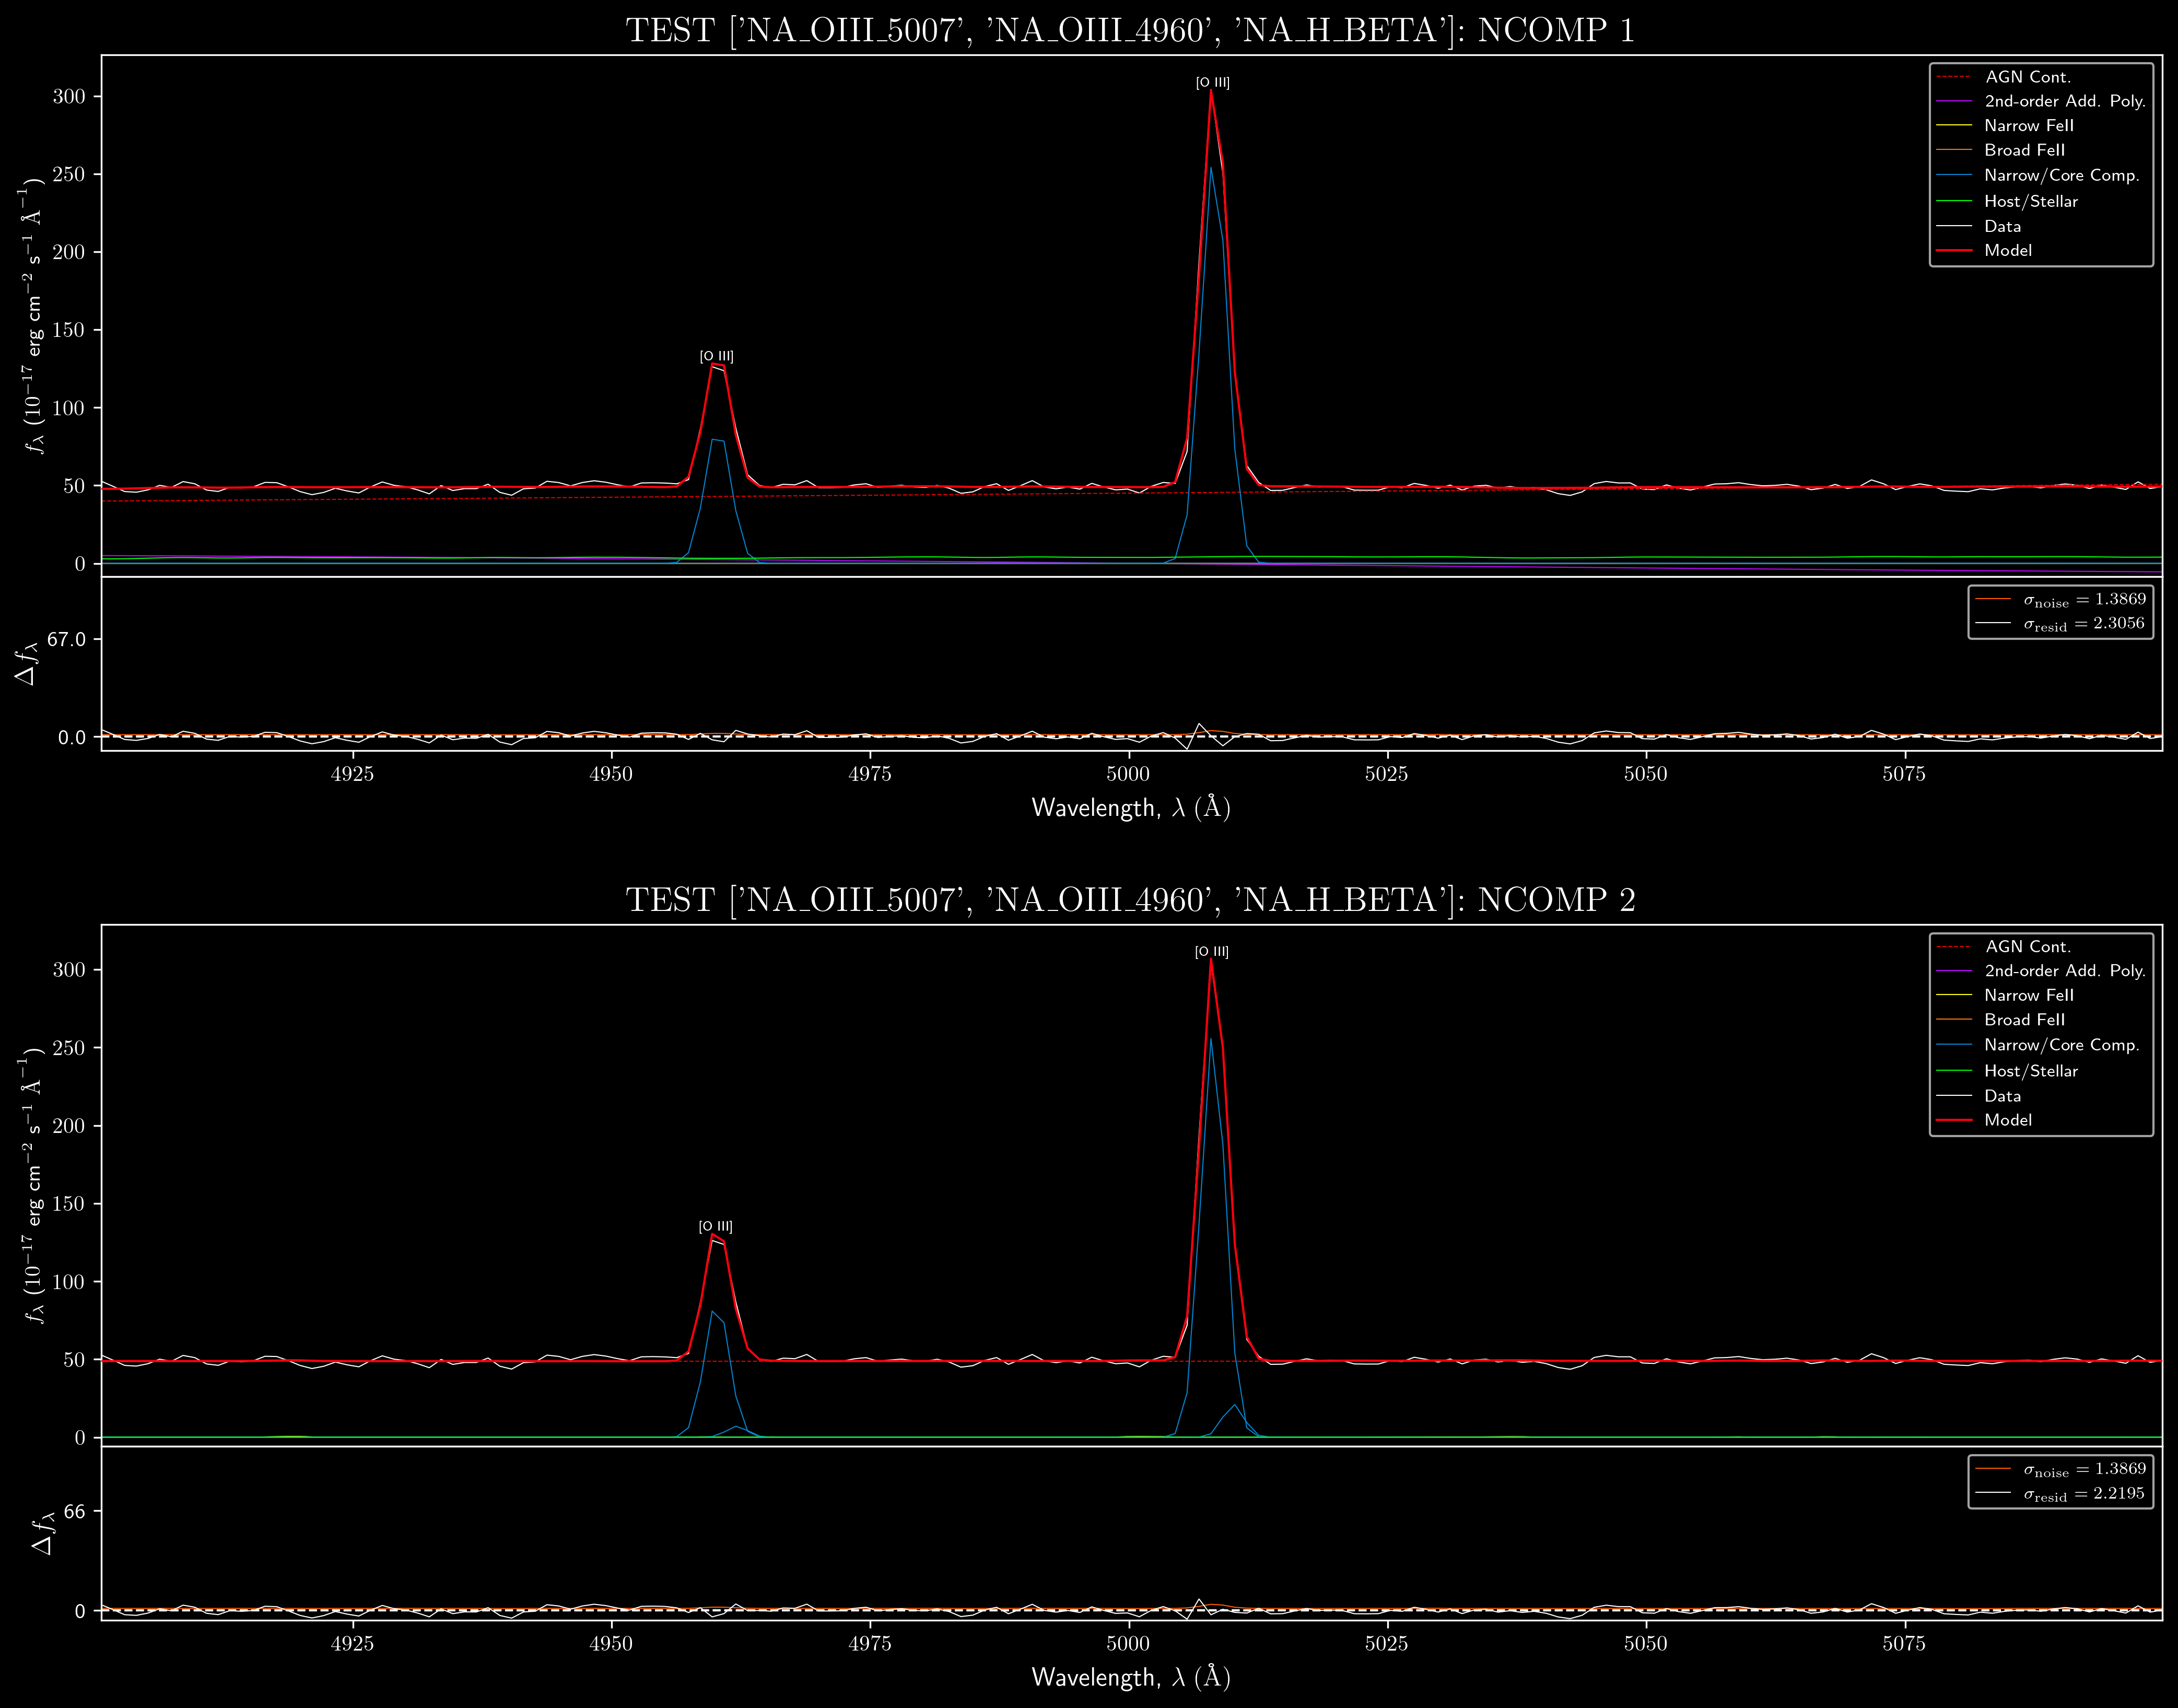 TEST ['NA_OIII_5007', 'NA_OIII_4960', 'NA_H_BETA']: NCOMP 1
[O III]
[O III]
AGN Cont.
2nd-order Add. Poly.
Narrow FeII
Broad FeII
Narrow/Core Comp.
Host/Stellar
Data
Model
300
250
200
150
100
50
0
f_λ (10^−17 erg cm^−2 s^−1 Å^−1)
σ_noise = 1.3869
σ_resid = 2.3056
67.0
0.0
Δf_λ
4925 4950 4975 5000 5025 5050 5075
Wavelength, λ (Å)
TEST ['NA_OIII_5007', 'NA_OIII_4960', 'NA_H_BETA']: NCOMP 2
[O III]
[O III]
AGN Cont.
2nd-order Add. Poly.
Narrow FeII
Broad FeII
Narrow/Core Comp.
Host/Stellar
Data
Model
300
250
200
150
100
50
0
f_λ (10^−17 erg cm^−2 s^−1 Å^−1)
σ_noise = 1.3869
σ_resid = 2.2195
66
0
Δf_λ
4925 4950 4975 5000 5025 5050 5075
Wavelength, λ (Å)